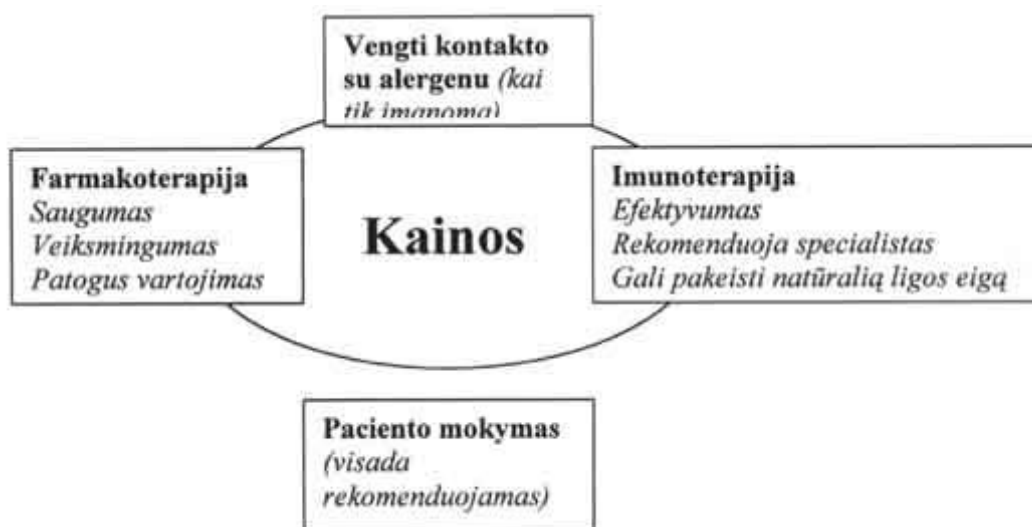 Vengti kontakto
su alergenu (kai
tik imanoma)
Farmakoterapija
Saugumas
Veiksmingumas
Patogus vartojimas
Kainos
Imunoterapija
Efektyvumas
Rekomenduoja specialistas
Gali pakeisti natūralią ligos eigą
Paciento mokymas
(visada
rekomenduojamas)